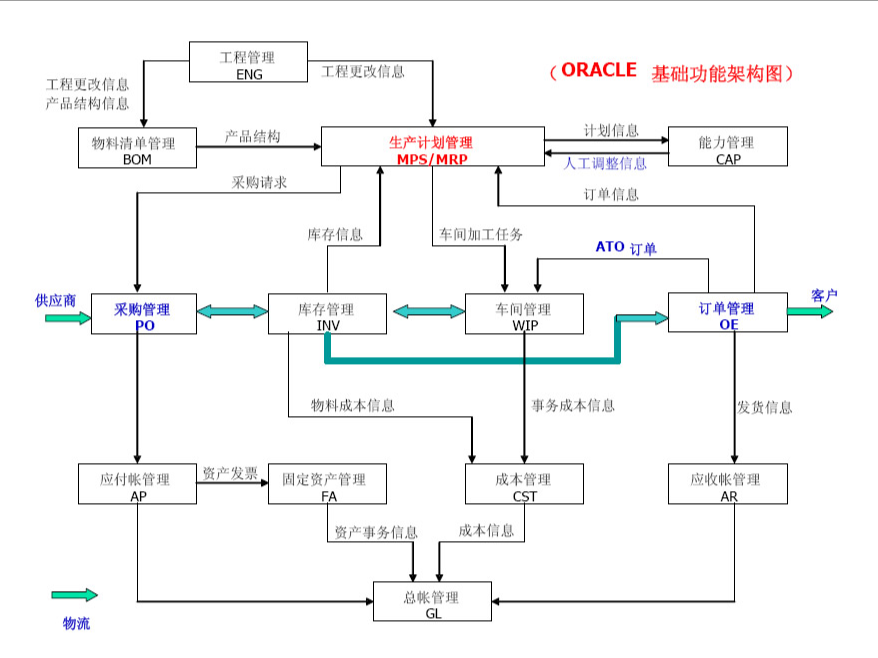 工程管理
ENG
（ORACLE 基础功能架构图）
工程更改信息
工程更改信息
产品结构信息
物料清单管理
BOM
产品结构
生产计划管理
MPS/MRP
计划信息
人工调整信息
能力管理
CAP
采购请求
订单信息
库存信息
车间加工任务
ATO 订单
供应商
采购管理
PO
库存管理
INV
车间管理
WIP
订单管理
OE
客户
物料成本信息
事务成本信息
发货信息
应付帐管理
AP
资产发票
固定资产管理
FA
成本管理
CST
应收帐管理
AR
资产事务信息
成本信息
总帐管理
GL
物流